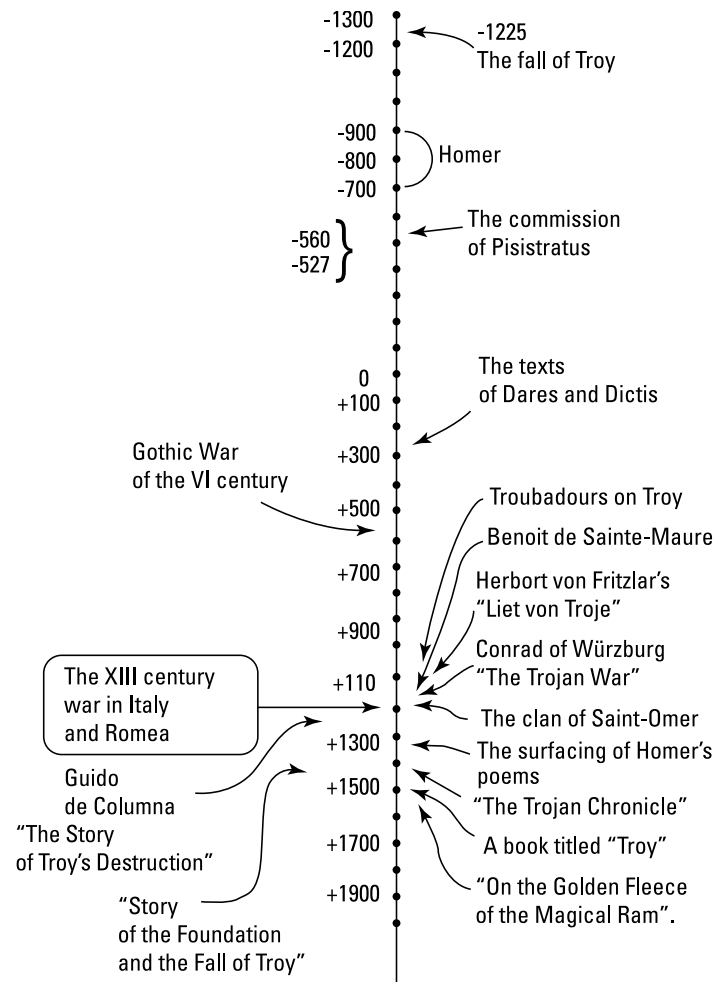 -1300
-1225
-1200
The fall of Troy
-900
-800
Homer
-700
The commission
of Pisistratus
-560
-527
The texts
of Dares and Dictis
0
+100
Gothic War
of the VI century
+300
+500
Troubadours on Troy
Benoit de Sainte-Maure
+700
Herbort von Fritzlar's
"Liet von Troje"
+900
Conrad of Würzburg
"The Trojan War"
The XIII century
war in Italy
and Romea
+110
The clan of Saint-Omer
+1300
The surfacing of Homer's
poems
Guido
de Columna
"The Story
of Troy's Destruction"
+1500
"The Trojan Chronicle"
A book titled "Troy"
+1700
"On the Golden Fleece
of the Magical Ram".
+1900
"Story
of the Foundation
and the Fall of Troy"